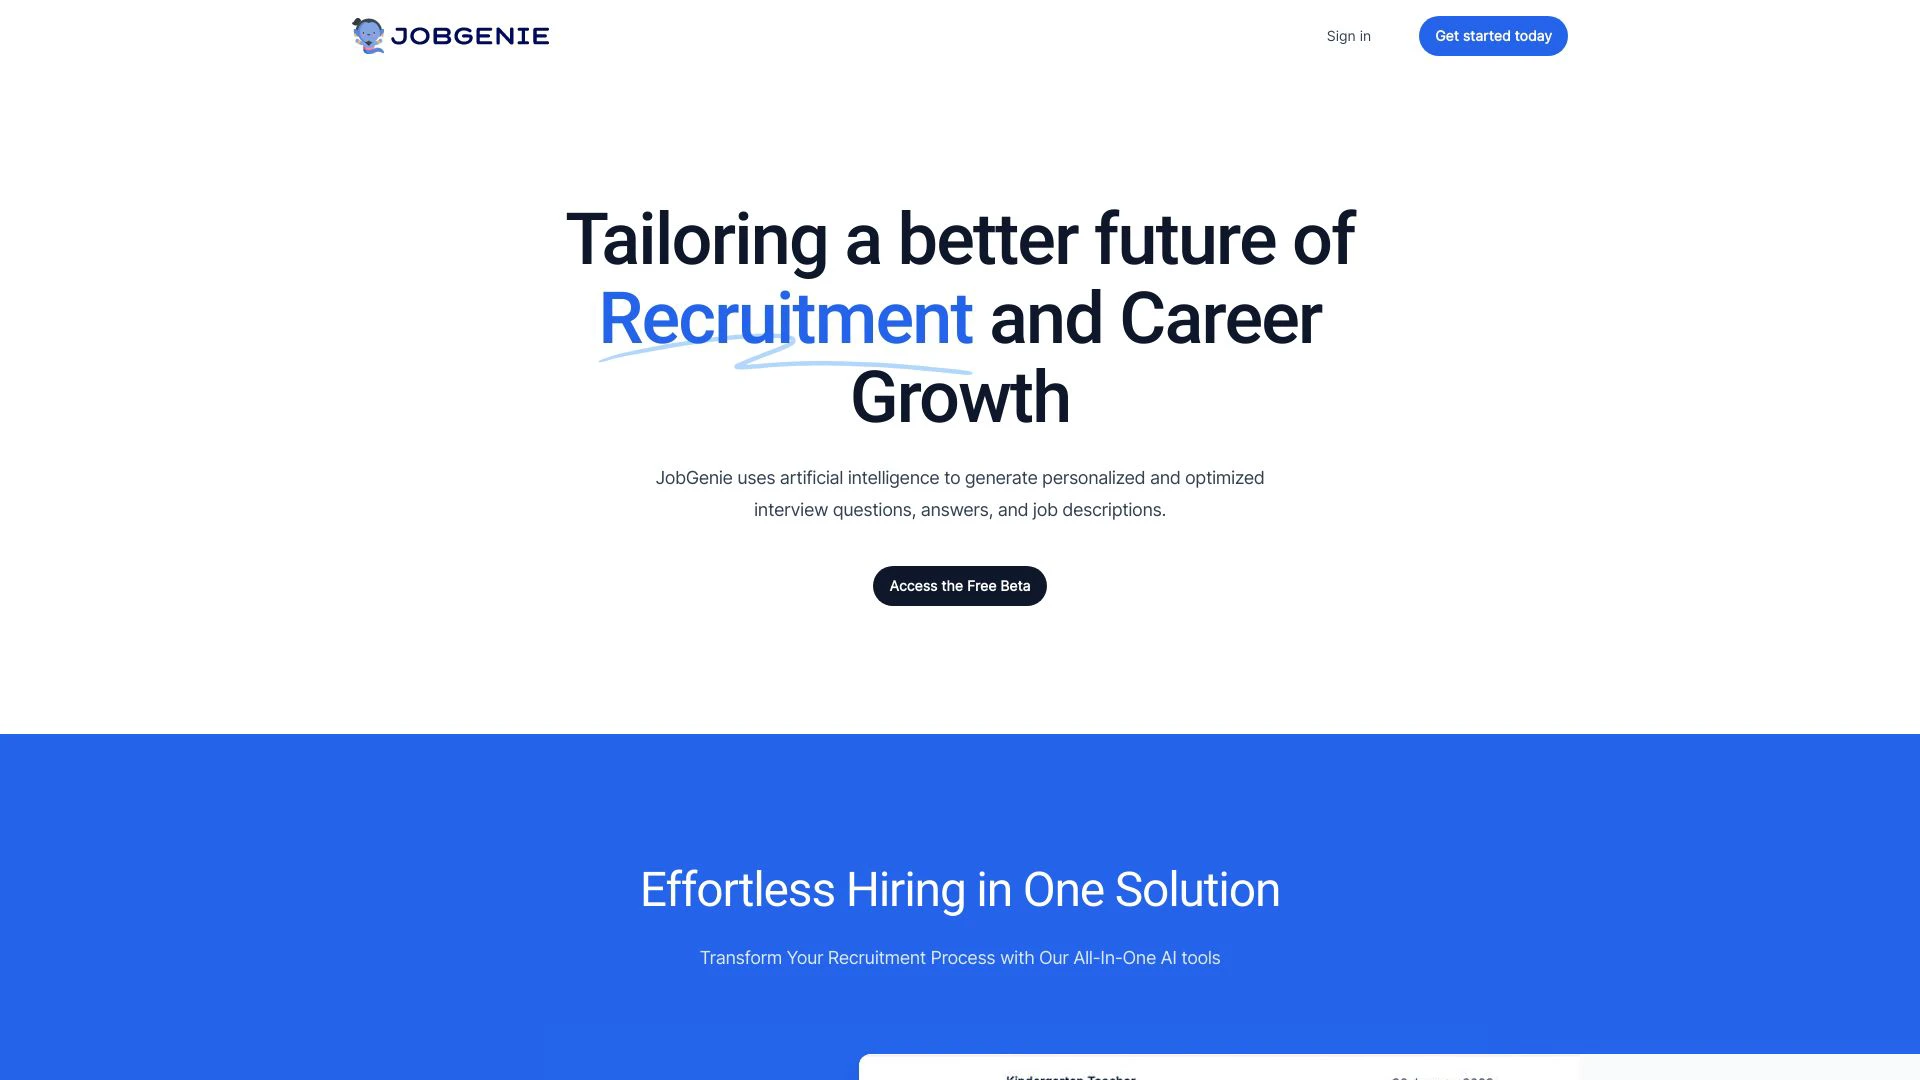 JOBGENIE
Sign in
Get started today
Tailoring a better future of
Recruitment and Career
Growth
JobGenie uses artificial intelligence to generate personalized and optimized
interview questions, answers, and job descriptions.
Access the Free Beta
Effortless Hiring in One Solution
Transform Your Recruitment Process with Our All-In-One AI tools
Kindergarten Teacher